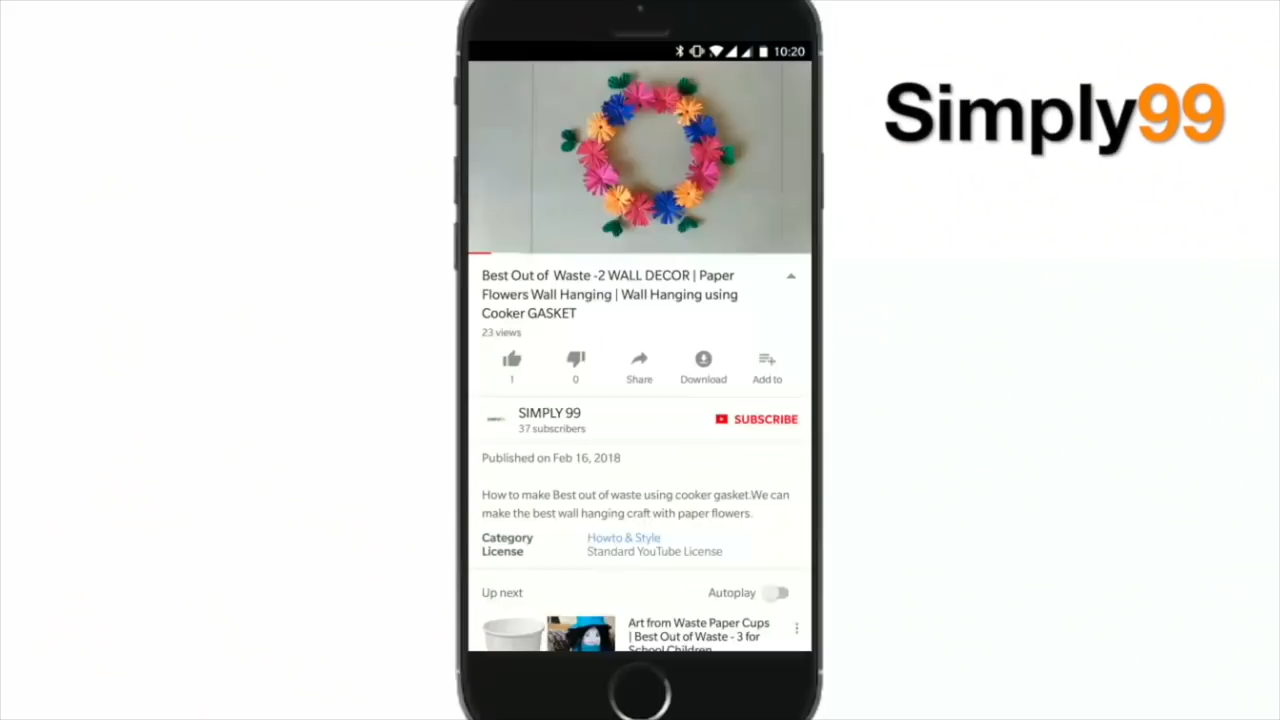 10:20
Simply99
Best Out of Waste -2 WALL DECOR | Paper
Flowers Wall Hanging | Wall Hanging using
Cooker GASKET
23 views
1
0
Share
Download
Add to
SIMPLY 99
37 subscribers
SUBSCRIBE
Published on Feb 16, 2018
How to make Best out of waste using cooker gasket.We can
make the best wall hanging craft with paper flowers.
Category
Howto & Style
License
Standard YouTube License
Up next
Autoplay
Art from Waste Paper Cups
| Best Out of Waste - 3 for
School Children